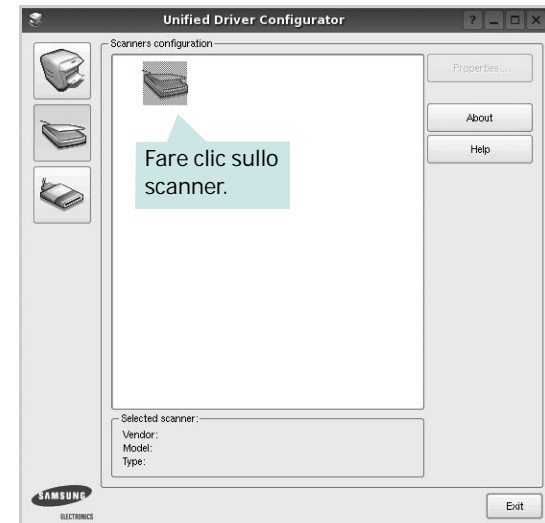 Unified Driver Configurator
Scanners configuration
Properties...
About
Help
Fare clic sullo
scanner.
Selected scanner:
Vendor:
Model:
Type:
SAMSUNG
ELECTRONICS
Exit